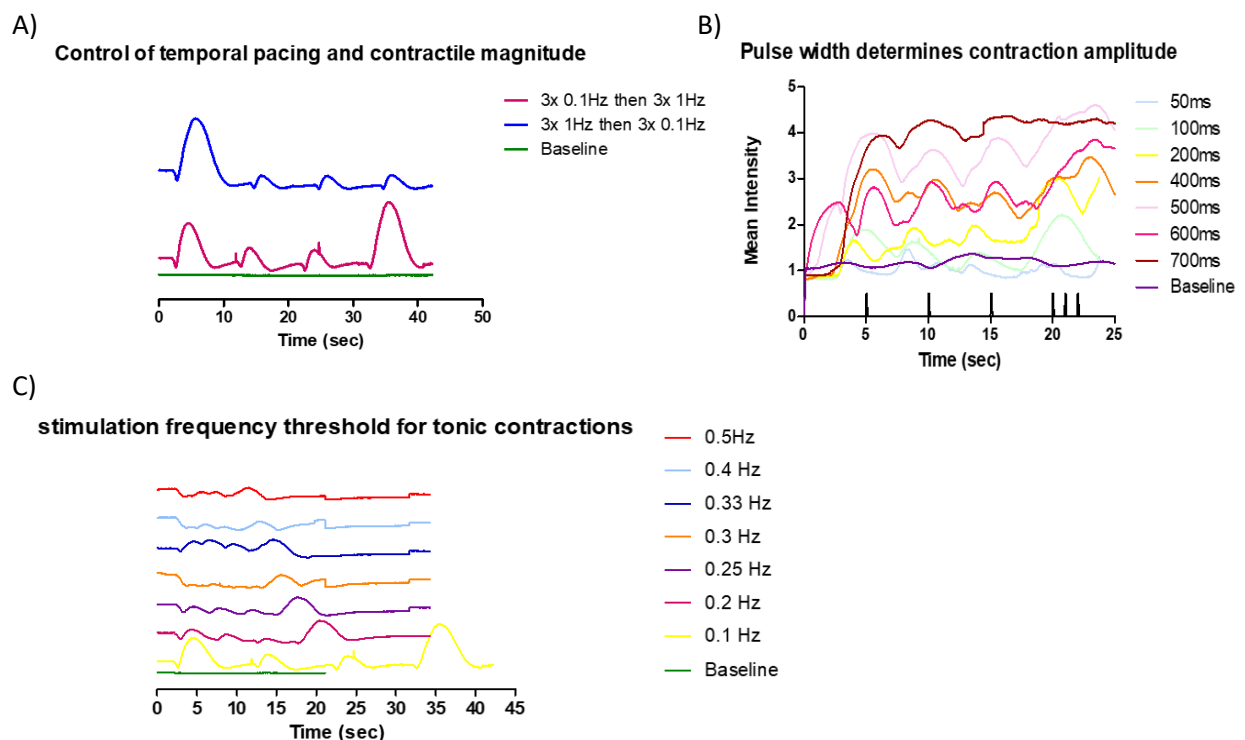 A)
Control of temporal pacing and contractile magnitude
3x 0.1Hz then 3x 1Hz
3x 1Hz then 3x 0.1Hz
Baseline
0 10 20 30 40 50
Time (sec)
B)
Pulse width determines contraction amplitude
Mean Intensity
5
4
3
2
1
0
0 5 10 15 20 25
Time (sec)
50ms
100ms
200ms
400ms
500ms
600ms
700ms
Baseline
C)
stimulation frequency threshold for tonic contractions
0.5Hz
0.4 Hz
0.33 Hz
0.3 Hz
0.25 Hz
0.2 Hz
0.1 Hz
Baseline
0 5 10 15 20 25 30 35 40 45
Time (sec)